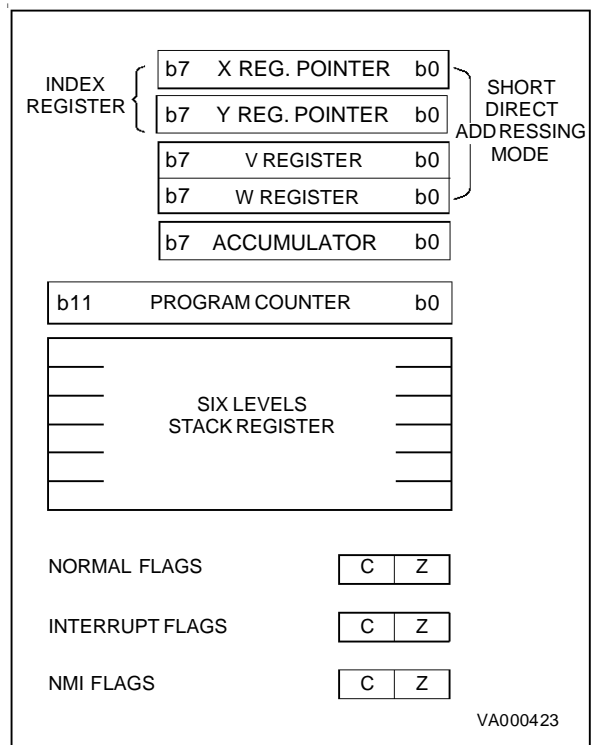 b7 X REG. POINTER b0
INDEX
REGISTER
b7 Y REG. POINTER b0
SHORT
DIRECT
ADDRESSING
MODE
b7 V REGISTER b0
b7 W REGISTER b0
b7 ACCUMULATOR b0
b11 PROGRAM COUNTER b0
SIX LEVELS
STACK REGISTER
NORMAL FLAGS C Z
INTERRUPT FLAGS C Z
NMI FLAGS C Z
VA000423